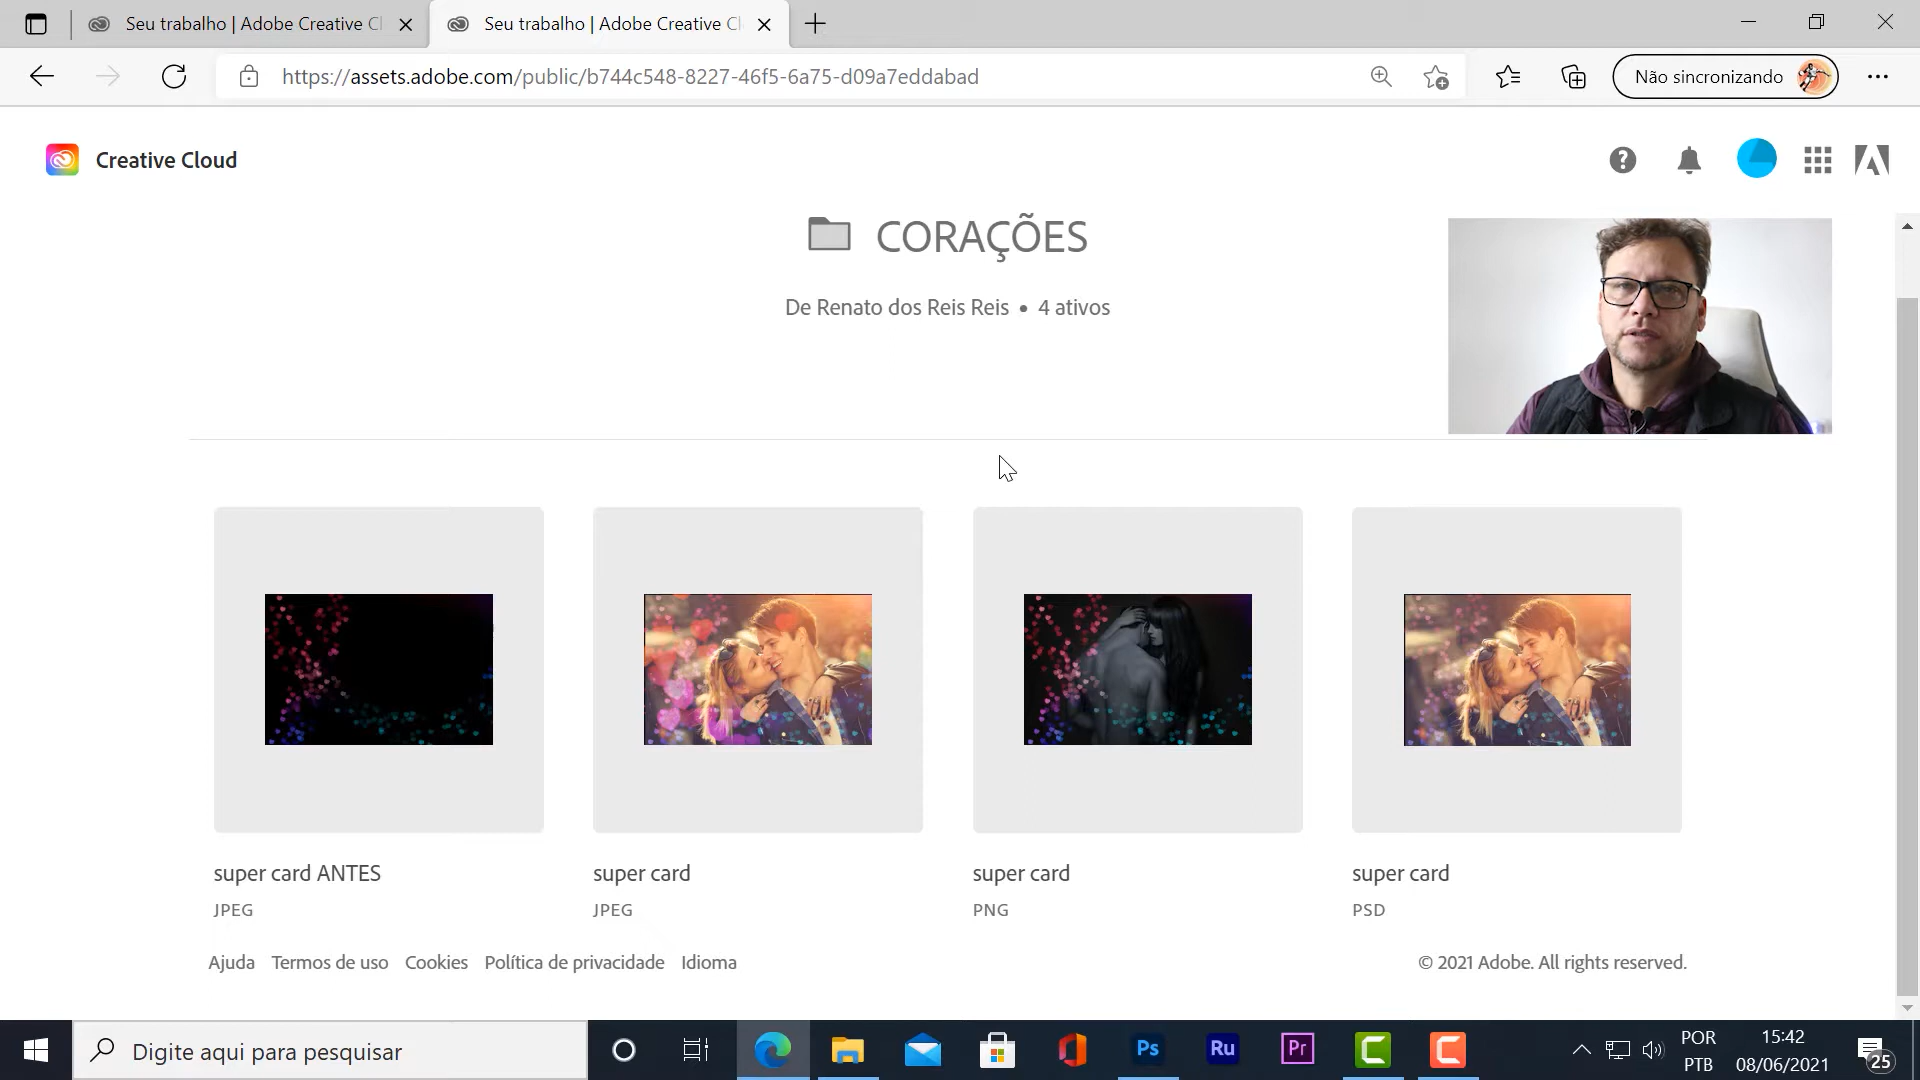 Seu trabalho | Adobe Creative Cl
Seu trabalho | Adobe Creative Cl
https://assets.adobe.com/public/b744c548-8227-46f5-6a75-d09a7eddabad
Não sincronizando
Creative Cloud
CORAÇÕES
De Renato dos Reis Reis • 4 ativos
super card ANTES
JPEG
super card
JPEG
super card
PNG
super card
PSD
Ajuda Termos de uso Cookies Política de privacidade Idioma
© 2021 Adobe. All rights reserved.
Digite aqui para pesquisar
Ps
Ru
Pr
POR
PTB
15:42
08/06/2021
25